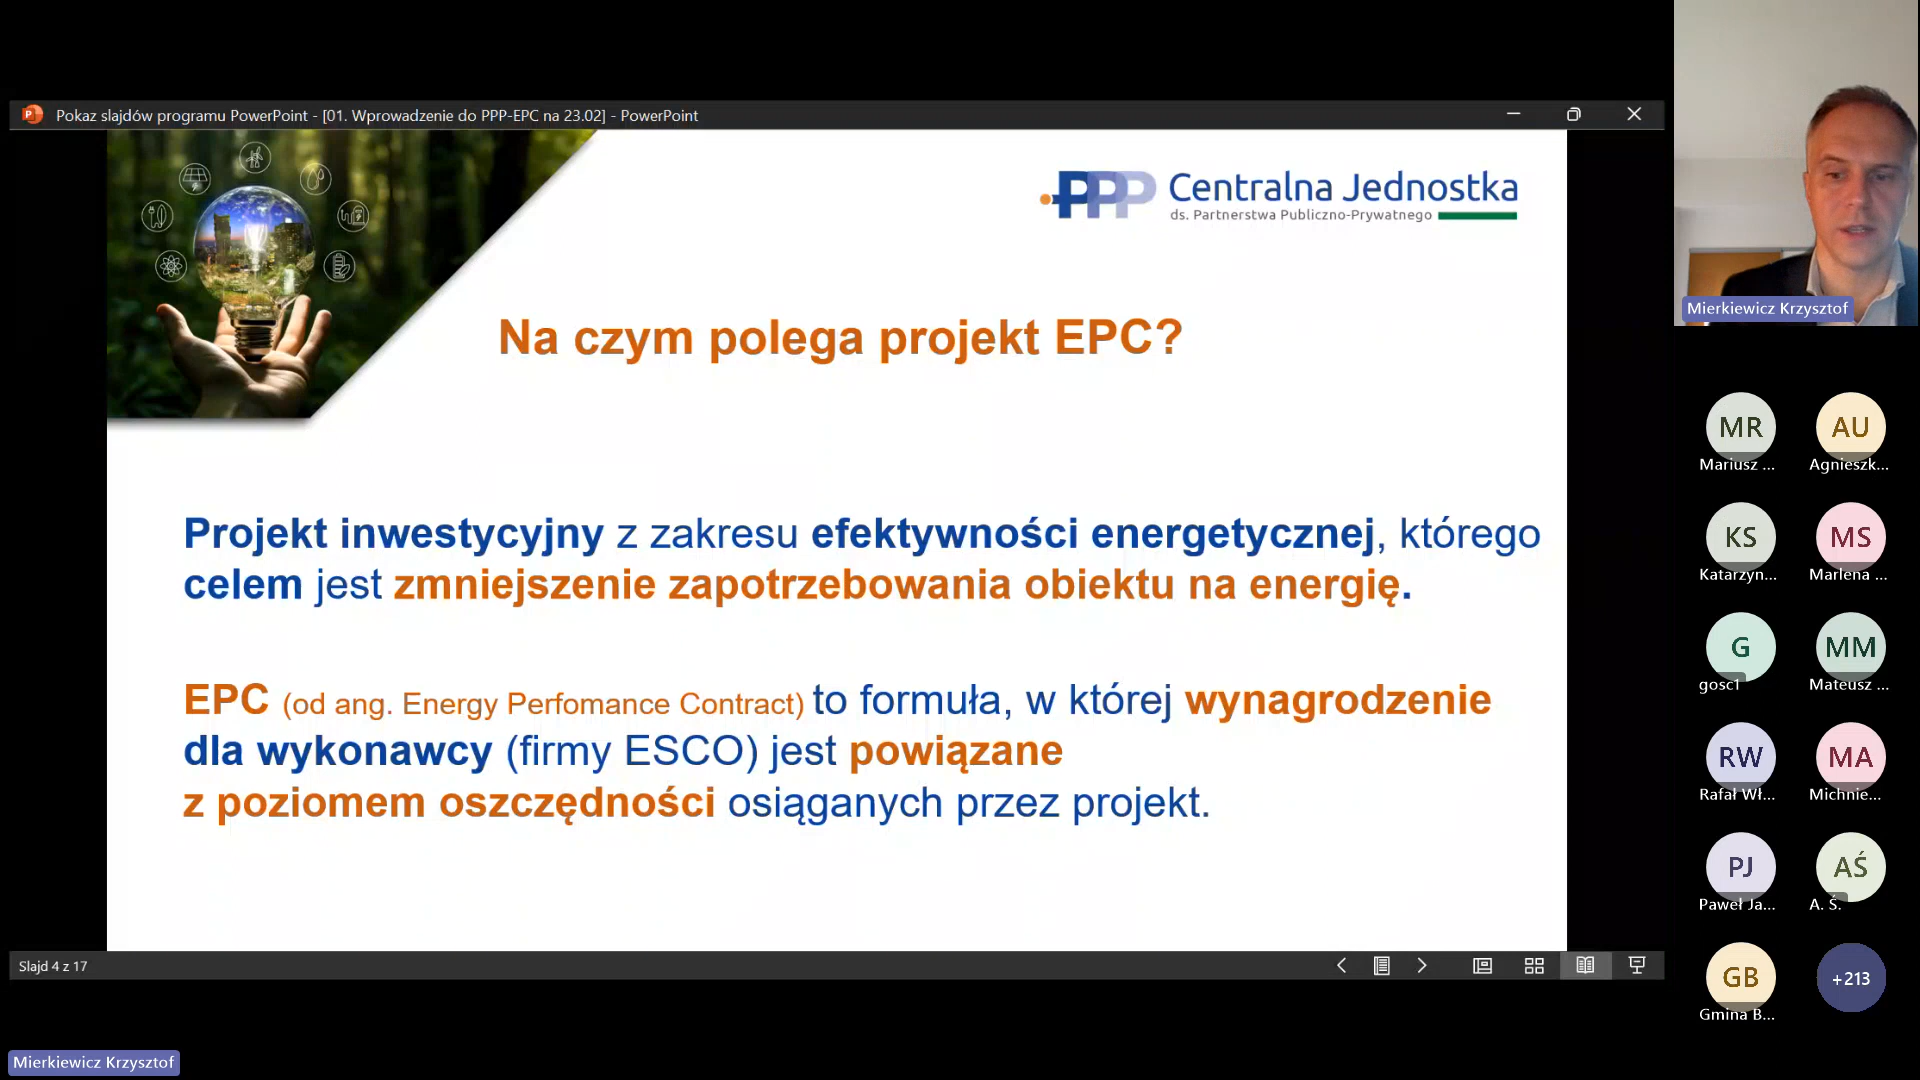 Pokaz slajdów programu PowerPoint - [01. Wprowadzenie do PPP-EPC na 23.02] - PowerPoint
PPP Centralna Jednostka
ds. Partnerstwa Publiczno-Prywatnego
Na czym polega projekt EPC?
Projekt inwestycyjny z zakresu efektywności energetycznej, którego
celem jest zmniejszenie zapotrzebowania obiektu na energię.
EPC (od ang. Energy Perfomance Contract) to formuła, w której wynagrodzenie
dla wykonawcy (firmy ESCO) jest powiązane
z poziomem oszczędności osiąganych przez projekt.
Slajd 4 z 17
Mierkiewicz Krzysztof
Mierkiewicz Krzysztof
MR
Mariusz ...
AU
Agnieszk...
KS
Katarzyn...
MS
Marlena ...
G
gosc1
MM
Mateusz ...
RW
Rafał Wł...
MA
Michnie...
PJ
Paweł Ja...
AŚ
A. Ś.
GB
Gmina B...
+213